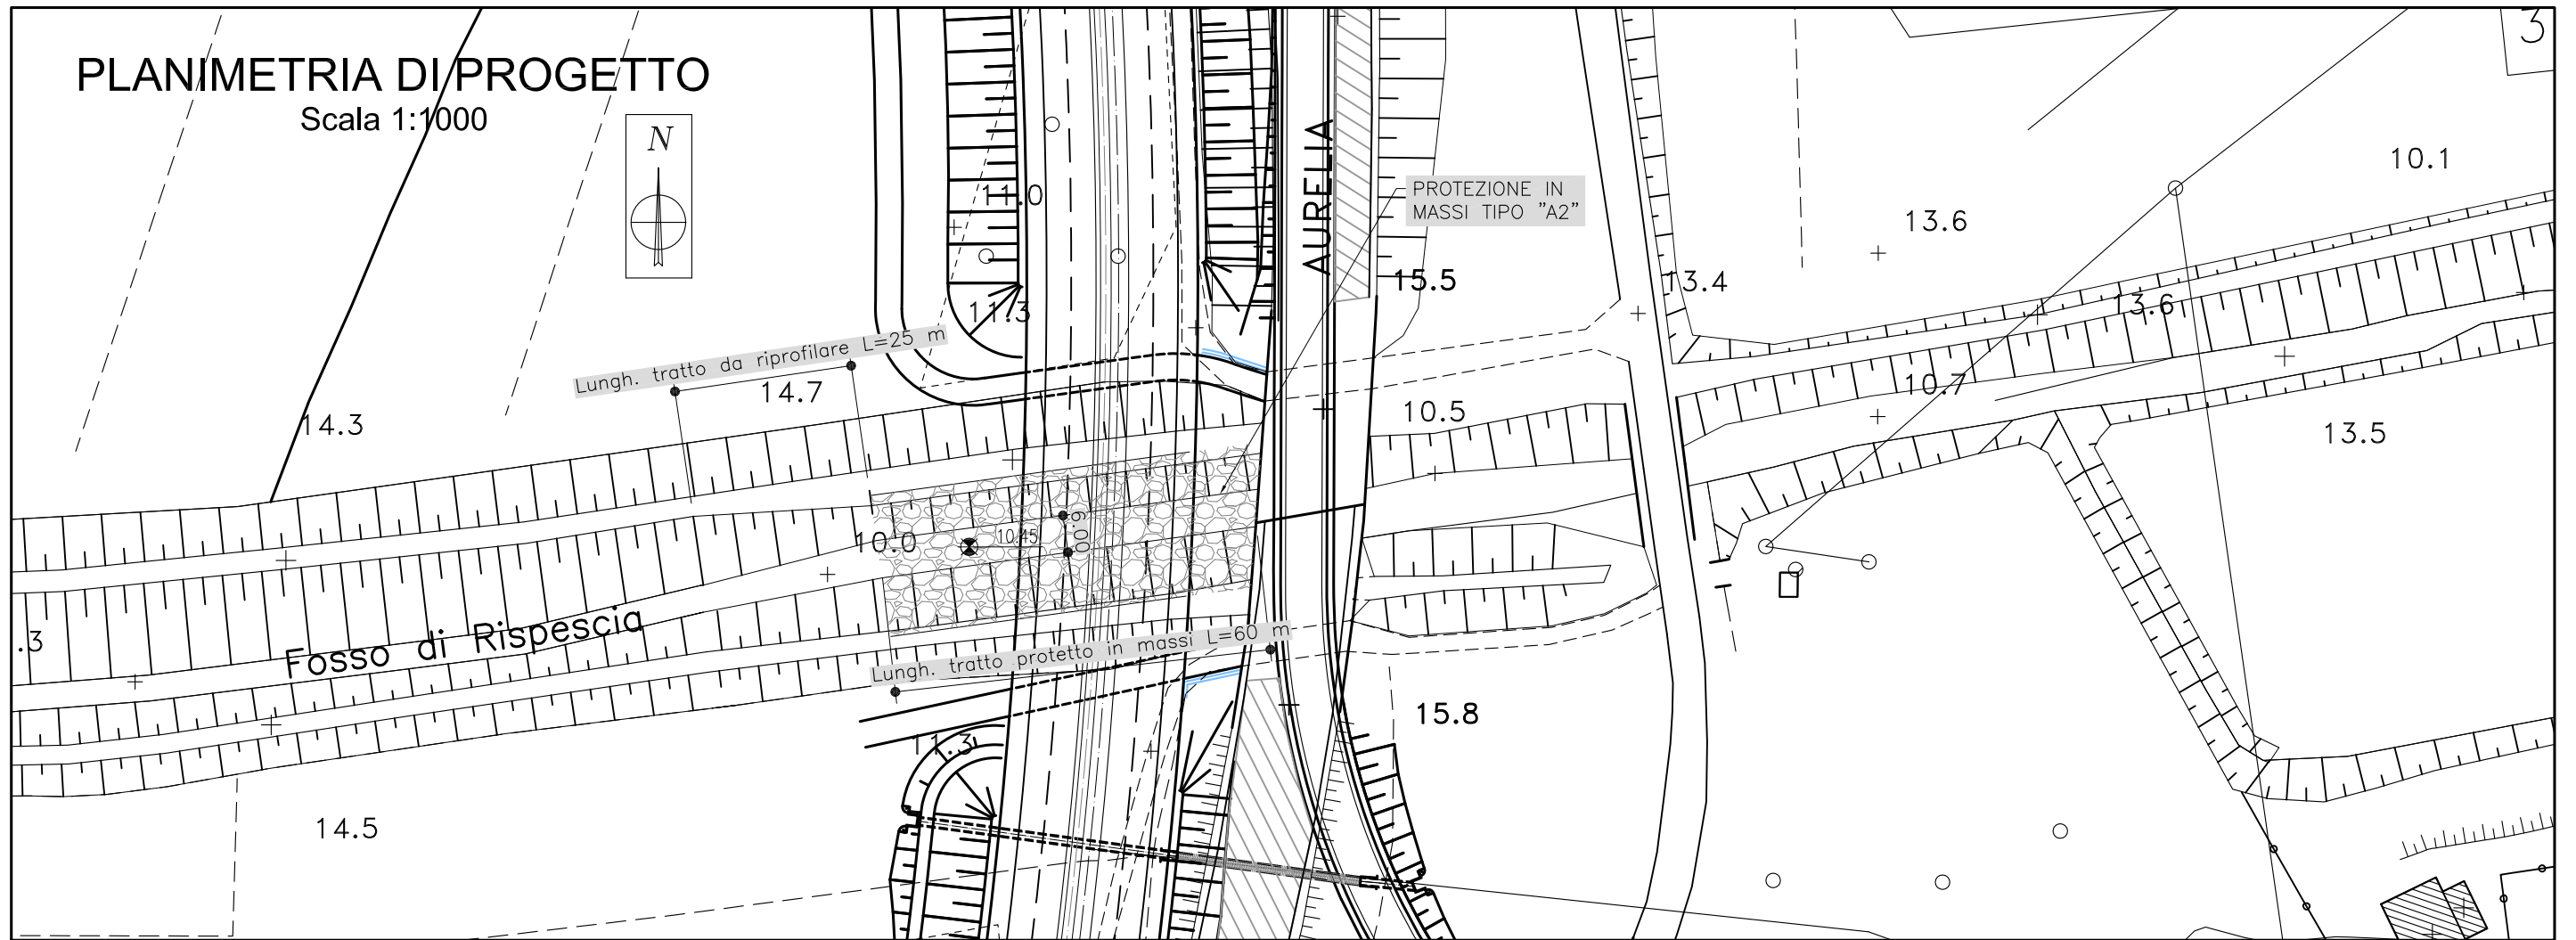 PLANIMETRIA DI PROGETTO
Scala 1:1000
N
3
AURELIA
PROTEZIONE IN
MASSI TIPO "A2"
10.1
13.6
11.0
15.5
13.4
13.6
11.3
Lungh. tratto da riprofilare L=25 m
14.7
10.7
14.3
10.5
13.5
10.0
10.45
6.00
Fosso di Rispescia
.3
Lungh. tratto protetto in massi L=60 m
15.8
11.3
14.5